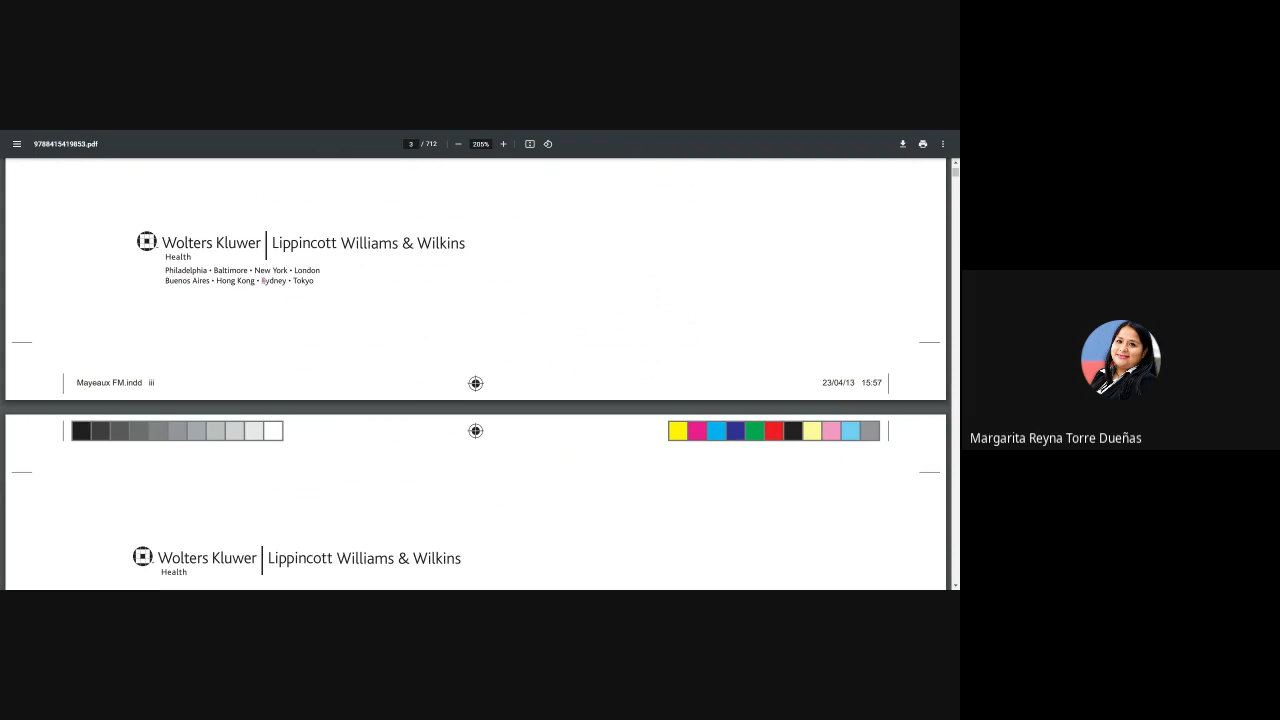 9788415419853.pdf
3 / 712
205%
Wolters Kluwer | Lippincott Williams & Wilkins
Health
Philadelphia • Baltimore • New York • London
Buenos Aires • Hong Kong • Sydney • Tokyo
Mayeaux FM.indd iii
23/04/13 15:57
Wolters Kluwer | Lippincott Williams & Wilkins
Health
Margarita Reyna Torre Dueñas